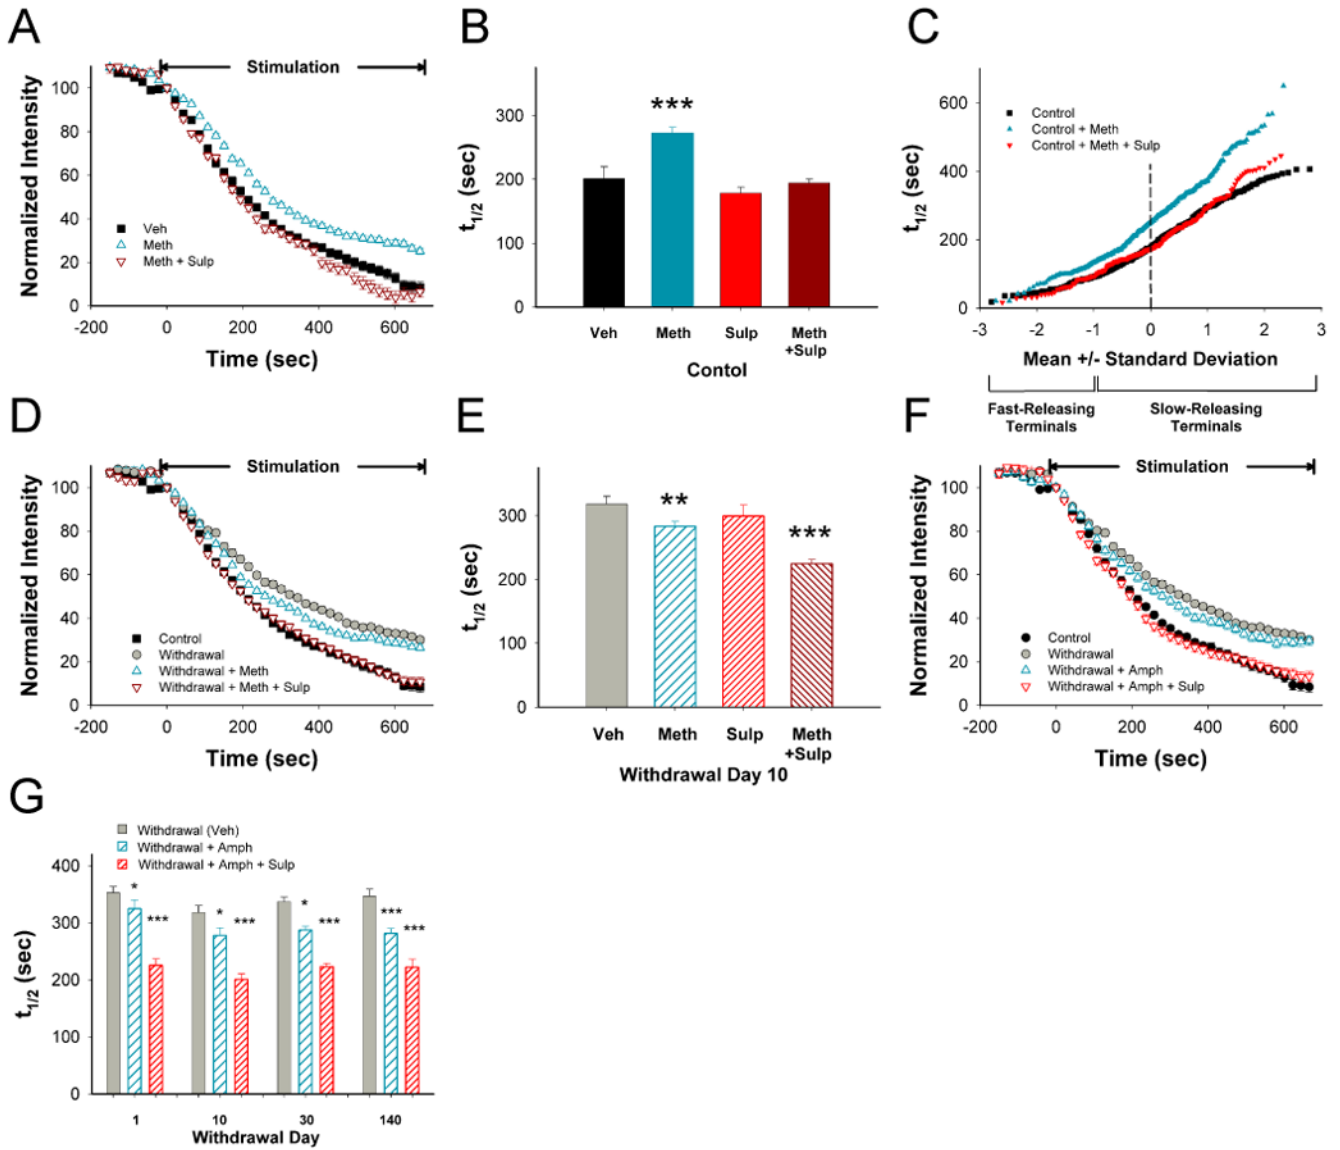 A
Stimulation
Normalized Intensity
100
80
60
40
20
0
Veh
Meth
Meth + Sulp
-200
0
200
400
600
Time (sec)
B
***
t1/2 (sec)
300
200
100
0
Veh
Meth
Sulp
Meth
+Sulp
Contol
C
t1/2 (sec)
600
400
200
0
Control
Control + Meth
Control + Meth + Sulp
-3
-2
-1
0
1
2
3
Mean +/- Standard Deviation
Fast-Releasing
Terminals
Slow-Releasing
Terminals
D
Stimulation
Normalized Intensity
100
80
60
40
20
0
Control
Withdrawal
Withdrawal + Meth
Withdrawal + Meth + Sulp
-200
0
200
400
600
Time (sec)
E
**
***
t1/2 (sec)
300
200
100
0
Veh
Meth
Sulp
Meth
+Sulp
Withdrawal Day 10
F
Stimulation
Normalized Intensity
100
80
60
40
20
0
Control
Withdrawal
Withdrawal + Amph
Withdrawal + Amph + Sulp
-200
0
200
400
600
Time (sec)
G
Withdrawal (Veh)
Withdrawal + Amph
Withdrawal + Amph + Sulp
t1/2 (sec)
400
300
200
100
0
*
***
*
***
*
***
***
***
1
10
30
140
Withdrawal Day